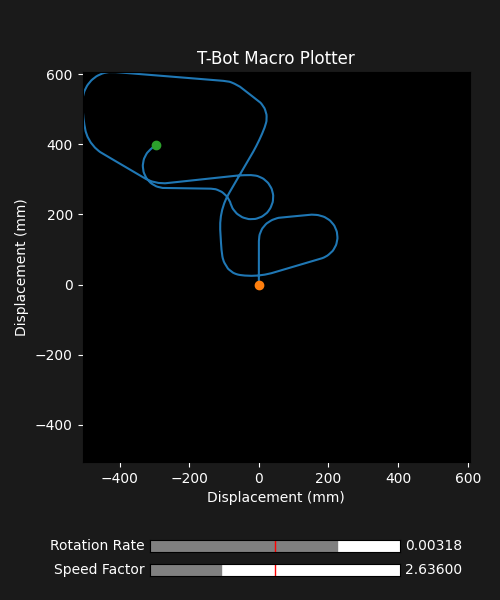 T-Bot Macro Plotter
600
400
200
0
−200
−400
Displacement (mm)
−400 −200 0 200 400 600
Displacement (mm)
Rotation Rate 0.00318
Speed Factor 2.63600